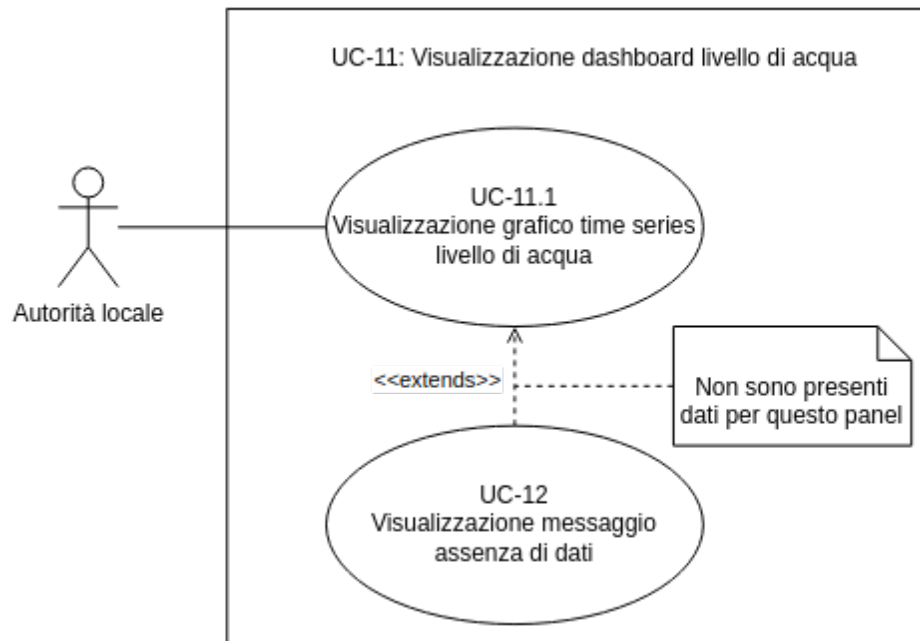 UC-11: Visualizzazione dashboard livello di acqua
UC-11.1
Visualizzazione grafico time series
livello di acqua
Autorità locale
<<extends>>
Non sono presenti
dati per questo panel
UC-12
Visualizzazione messaggio
assenza di dati